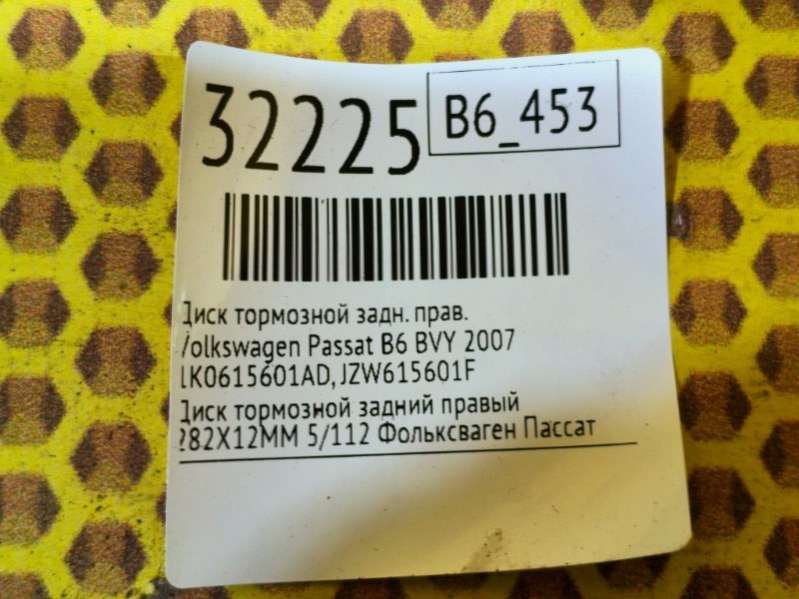 32225
B6_453
Диск тормозной задн. прав.
Volkswagen Passat B6 BVY 2007
1K0615601AD, JZW615601F
Диск тормозной задний правый
282X12MM 5/112 Фольксваген Пассат